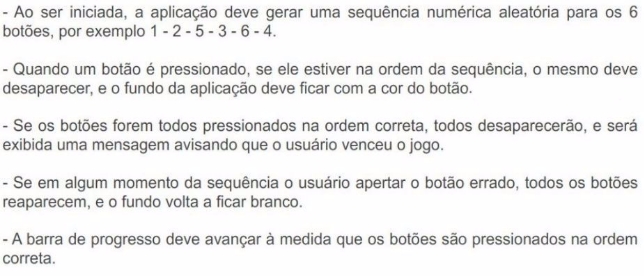 - Ao ser iniciada, a aplicação deve gerar uma sequência numérica aleatória para os 6
botões, por exemplo 1 - 2 - 5 - 3 - 6 - 4.
- Quando um botão é pressionado, se ele estiver na ordem da sequência, o mesmo deve
desaparecer, e o fundo da aplicação deve ficar com a cor do botão.
- Se os botões forem todos pressionados na ordem correta, todos desaparecerão, e será
exibida uma mensagem avisando que o usuário venceu o jogo.
- Se em algum momento da sequência o usuário apertar o botão errado, todos os botões
reaparecem, e o fundo volta a ficar branco.
- A barra de progresso deve avançar à medida que os botões são pressionados na ordem
correta.